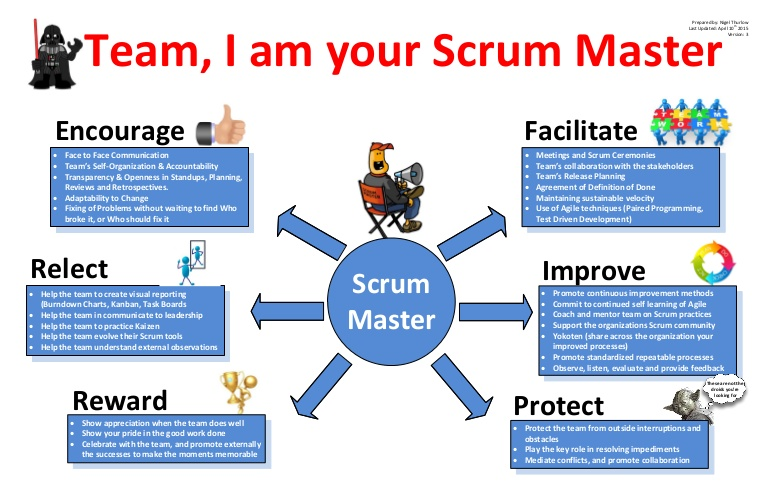 Prepared by: Nigel Thurlow
Last Updated: April 10th 2015
Version: 3
Team, I am your Scrum Master
Encourage
• Face to Face Communication
• Team's Self-Organization & Accountability
• Transparency & Openness in Standups, Planning,
Reviews and Retrospectives.
• Adaptability to Change
• Fixing of Problems without waiting to find Who
broke it, or Who should fix it
Facilitate
TEAM
WORK
• Meetings and Scrum Ceremonies
• Team's collaboration with the stakeholders
• Team's Release Planning
• Agreement of Definition of Done
• Maintaining sustainable velocity
• Use of Agile techniques (Paired Programming,
Test Driven Development)
Relect
• Help the team to create visual reporting
(Burndown Charts, Kanban, Task Boards
• Help the team in communicate to leadership
• Help the team to practice Kaizen
• Help the team evolve their Scrum tools
• Help the team understand external observations
Scrum
Master
Improve
• Promote continuous improvement methods
• Commit to continued self learning of Agile
• Coach and mentor team on Scrum practices
• Support the organizations Scrum community
• Yokoten (share across the organization your
improved processes)
• Promote standardized repeatable processes
• Observe, listen, evaluate and provide feedback
Reward
• Show appreciation when the team does well
• Show your pride in the good work done
• Celebrate with the team, and promote externally
the successes to make the moments memorable
Protect
These are not the
droids you're
looking for
• Protect the team from outside interruptions and
obstacles
• Play the key role in resolving impediments
• Mediate conflicts, and promote collaboration